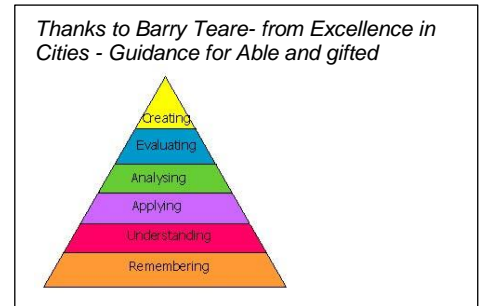 Thanks to Barry Teare- from Excellence in
Cities - Guidance for Able and gifted
Creating
Evaluating
Analysing
Applying
Understanding
Remembering